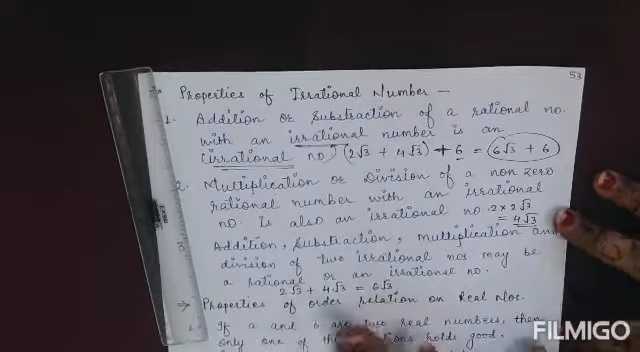 53
⇒ Properties of Irrational Number —
1. Addition or Substraction of a rational no.
with an irrational number is an
(irrational no) (2√3 + 4√3) + 6 = 6√3 + 6
2. Multiplication or Division of a non zero
rational number with an irrational
no. is also an irrational no. 2 x 2√3
= 4√3
Addition, Substraction, multiplication an
division of two irrational nos may be
a rational or an irrational no.
2√3 + 4√3 = 6√3
⇒ Properties of order relation on Real Nos.
If a and b are two real numbers, then
only one of the holds good.
FILMIGO